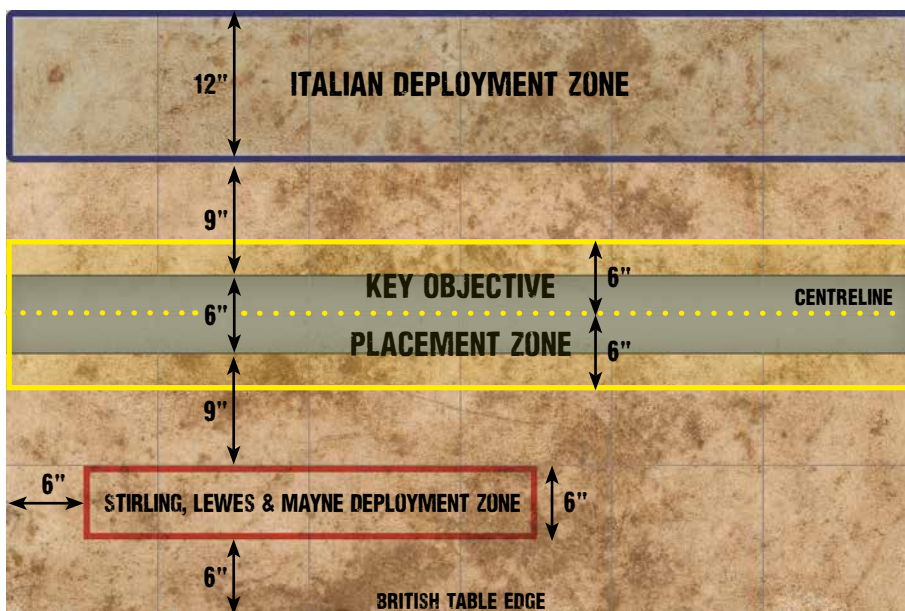 12"
ITALIAN DEPLOYMENT ZONE
9"
KEY OBJECTIVE
6"
CENTRELINE
6"
PLACEMENT ZONE
6"
9"
6"
STIRLING, LEWES & MAYNE DEPLOYMENT ZONE
6"
6"
BRITISH TABLE EDGE